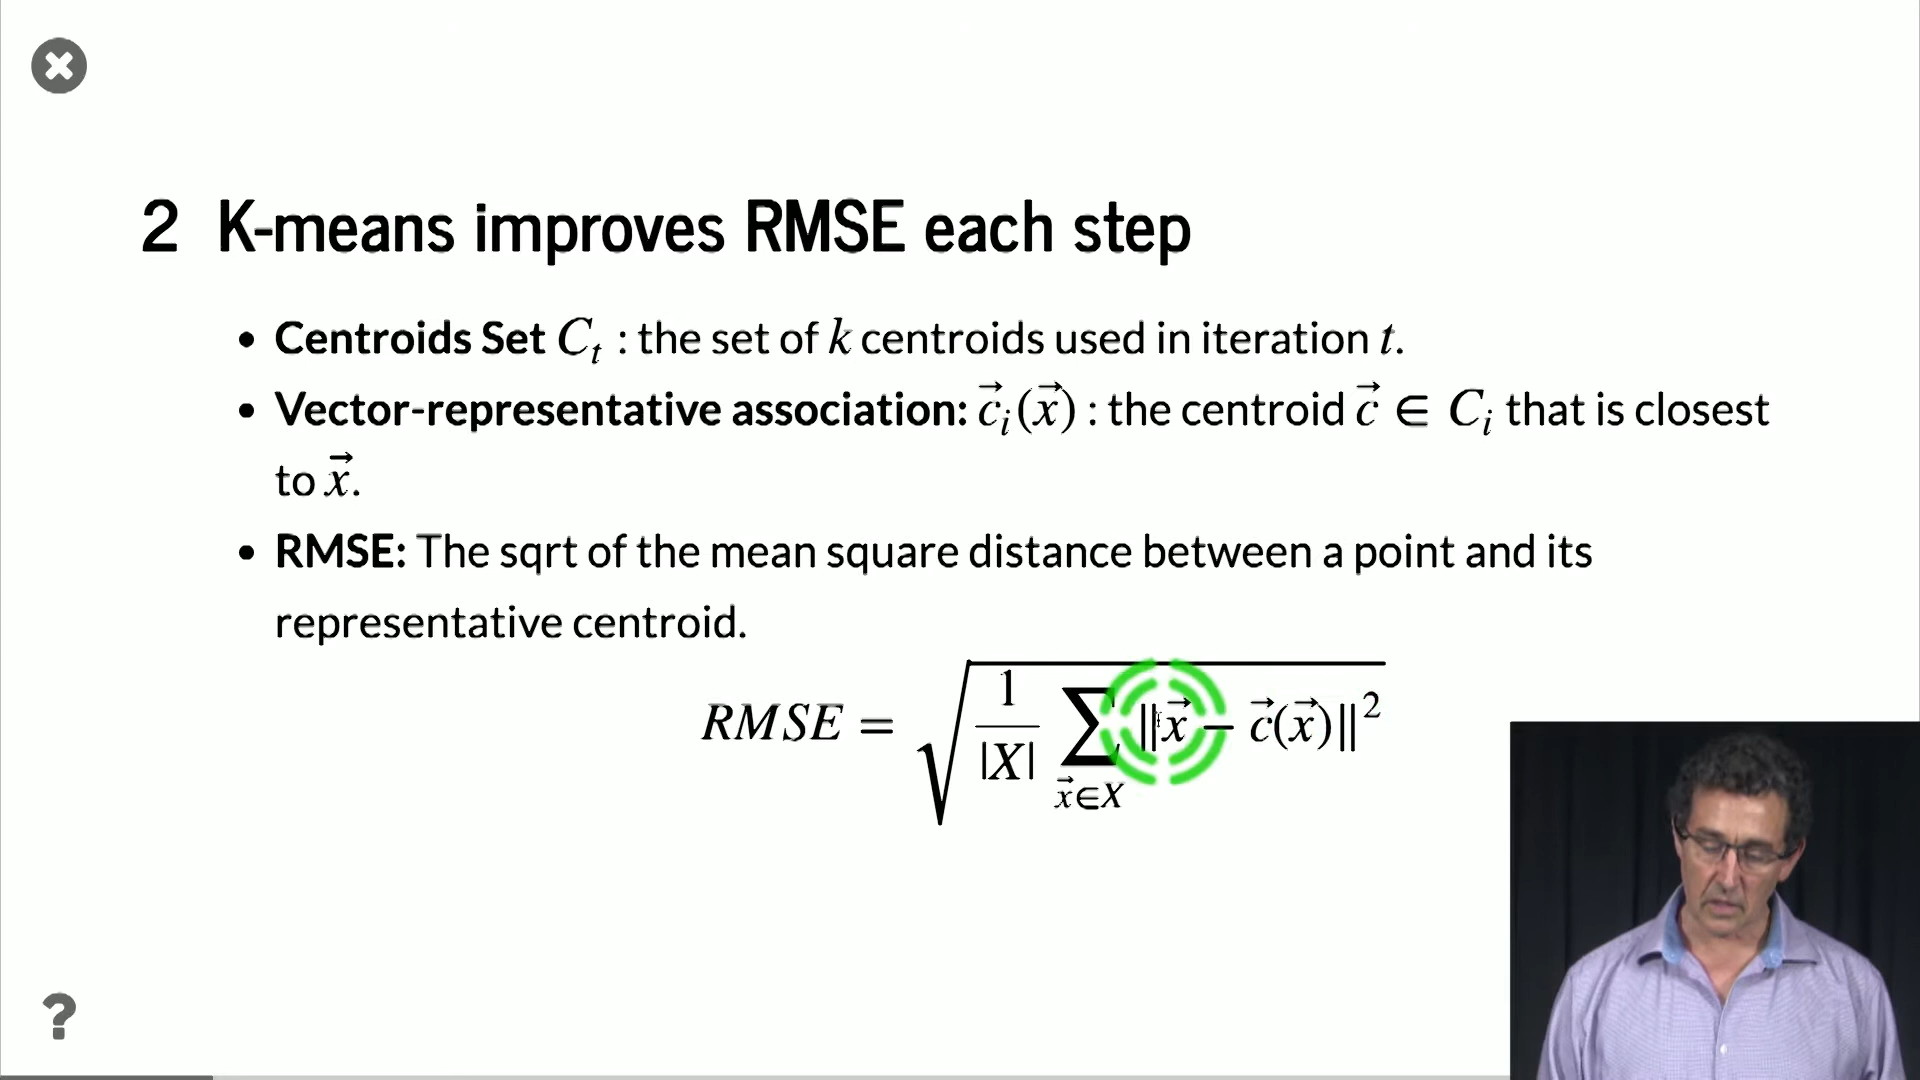 2 K-means improves RMSE each step
• Centroids Set C_t : the set of k centroids used in iteration t.
• Vector-representative association: c⃗_i(x⃗) : the centroid c⃗ ∈ C_i that is closest
to x⃗.
• RMSE: The sqrt of the mean square distance between a point and its
representative centroid.
RMSE = √(1/|X| ∑_{x⃗∈X} ‖x⃗ − c⃗(x⃗)‖²)
?